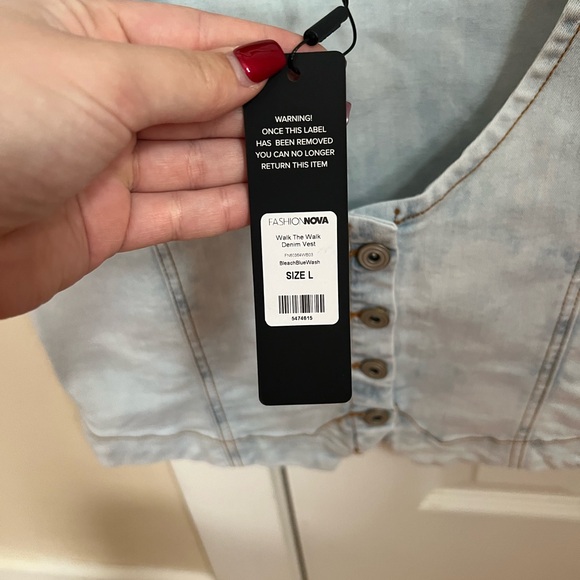 WARNING!
ONCE THIS LABEL
HAS BEEN REMOVED
YOU CAN NO LONGER
RETURN THIS ITEM
FASHIONNOVA
Walk The Walk
Denim Vest
BleachBlueWash
SIZE L
5474615